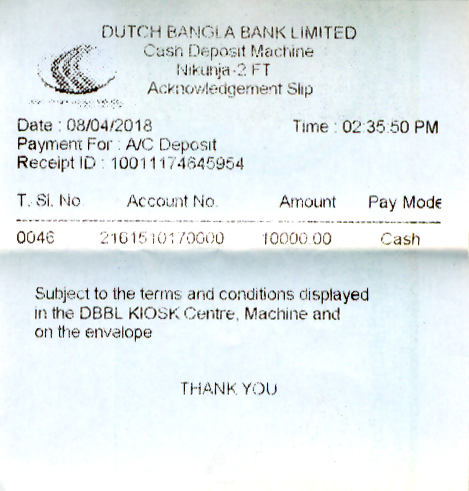 DUTCH BANGLA BANK LIMITED
Cash Deposit Machine
Nikunja-2 FT
Acknowledgement Slip
Date : 08/04/2018 Time : 02:35:50 PM
Payment For : A/C Deposit
Receipt ID : 10011174645954
T. Sl. No Account No. Amount Pay Mode
0046 2161510170000 10000.00 Cash
Subject to the terms and conditions displayed
in the DBBL KIOSK Centre, Machine and
on the envelope
THANK YOU